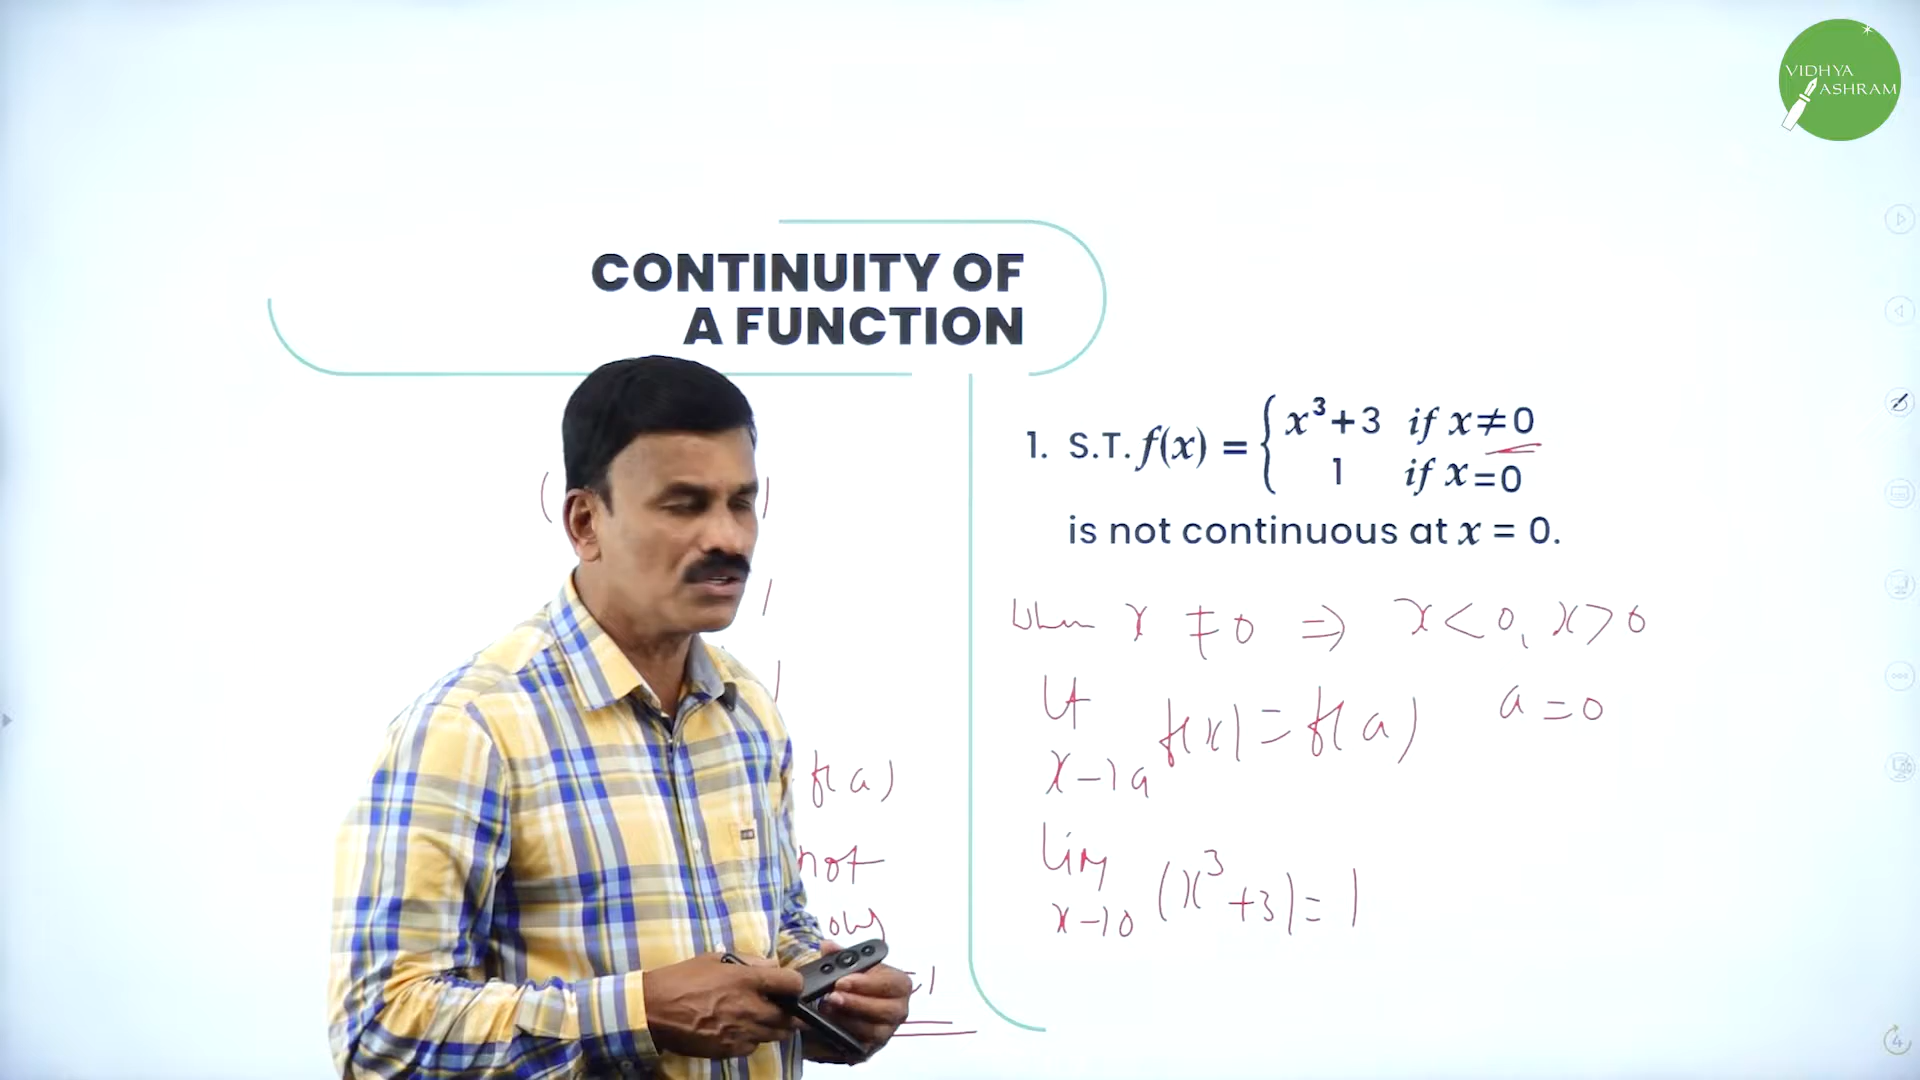 VIDHYA
ASHRAM
CONTINUITY OF
A FUNCTION
1. S.T. f(x) = { x³+3 if x≠0
1 if x=0
is not continuous at x = 0.
When x ≠ 0 ⇒ x < 0, x > 0
Lt f(x) = f(a) a = 0
x→a
lim (x³+3) = 1
x→0
f(a)
not
4